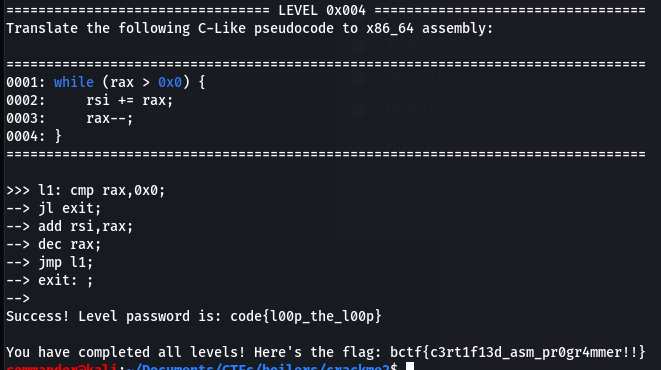 ================================= LEVEL 0x004 ==================================
Translate the following C-Like pseudocode to x86_64 assembly:

================================================================================
0001: while (rax > 0x0) {
0002:     rsi += rax;
0003:     rax--;
0004: }
================================================================================

>>> l1: cmp rax,0x0;
--> jl exit;
--> add rsi,rax;
--> dec rax;
--> jmp l1;
--> exit: ;
-->
Success! Level password is: code{l00p_the_l00p}

You have completed all levels! Here's the flag: bctf{c3rt1f13d_asm_pr0gr4mmer!!}
commander@kali:~/Documents/CTFs/boilers/crackme2$